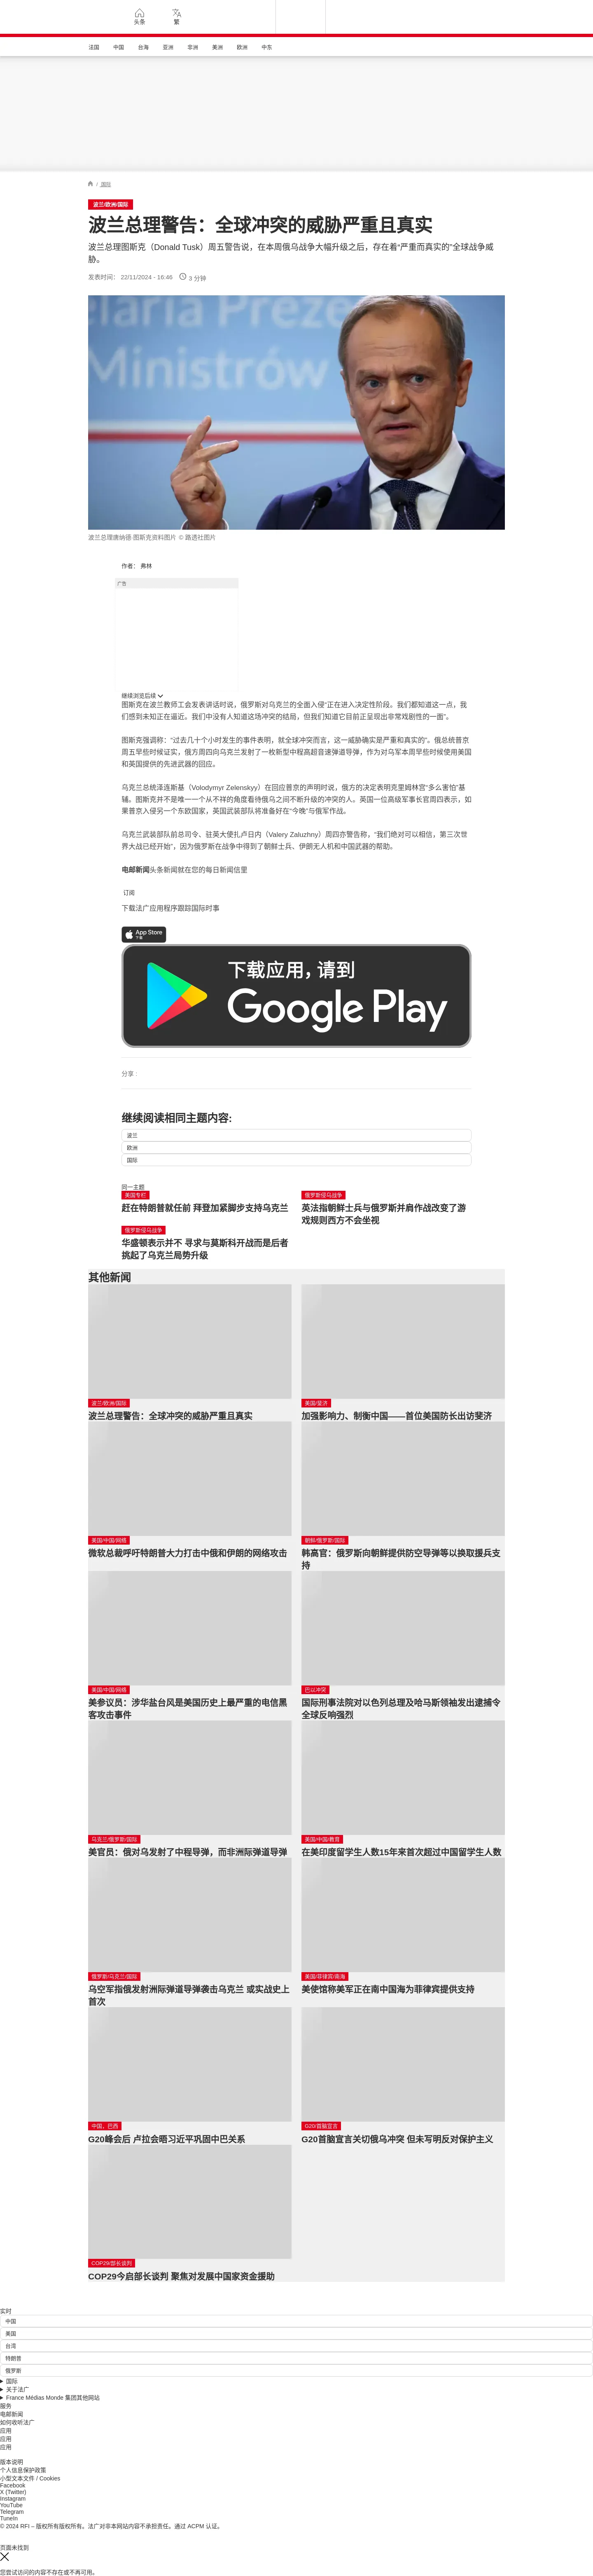 头条
繁
法国
中国
台海
亚洲
非洲
美洲
欧洲
中东
/ 国际
波兰/欧洲/国际
波兰总理警告：全球冲突的威胁严重且真实
波兰总理图斯克（Donald Tusk）周五警告说，在本周俄乌战争大幅升级之后，存在着“严重而真实的”全球战争威
胁。
发表时间： 22/11/2024 - 16:46
3 分钟
elaria Preze
波兰总理唐纳德·图斯克资料图片 © 路透社图片
作者： 弗林
广告
继续浏览后续
图斯克在波兰教师工会发表讲话时说，俄罗斯对乌克兰的全面入侵“正在进入决定性阶段。我们都知道这一点，我
们感到未知正在逼近。我们中没有人知道这场冲突的结局，但我们知道它目前正呈现出非常戏剧性的一面”。
图斯克强调称：“过去几十个小时发生的事件表明，就全球冲突而言，这一威胁确实是严重和真实的”。俄总统普京
周五早些时候证实，俄方周四向乌克兰发射了一枚新型中程高超音速弹道导弹，作为对乌军本周早些时候使用美国
和英国提供的先进武器的回应。
乌克兰总统泽连斯基（Volodymyr Zelenskyy）在回应普京的声明时说，俄方的决定表明克里姆林宫“多么害怕”基
辅。图斯克并不是唯一一个从不祥的角度看待俄乌之间不断升级的冲突的人。英国一位高级军事长官周四表示，如
果普京入侵另一个东欧国家，英国武装部队将准备好在“今晚”与俄军作战。
乌克兰武装部队前总司令、驻英大使扎卢日内（Valery Zaluzhny）周四亦警告称，“我们绝对可以相信，第三次世
界大战已经开始”，因为俄罗斯在战争中得到了朝鲜士兵、伊朗无人机和中国武器的帮助。
电邮新闻头条新闻就在您的每日新闻信里
订阅
下载法广应用程序跟踪国际时事
App Store
下载
下载应用，请到
Google Play
分享 :
继续阅读相同主题内容:
波兰
欧洲
国际
同一主题
美国专栏
赶在特朗普就任前 拜登加紧脚步支持乌克兰
俄罗斯侵乌战争
英法指朝鲜士兵与俄罗斯并肩作战改变了游
戏规则西方不会坐视
俄罗斯侵乌战争
华盛顿表示并不 寻求与莫斯科开战而是后者
挑起了乌克兰局势升级
其他新闻
波兰/欧洲/国际
波兰总理警告：全球冲突的威胁严重且真实
美国/斐济
加强影响力、制衡中国——首位美国防长出访斐济
美国/中国/网络
微软总裁呼吁特朗普大力打击中俄和伊朗的网络攻击
朝鲜/俄罗斯/国际
韩高官：俄罗斯向朝鲜提供防空导弹等以换取援兵支
持
美国/中国/网络
美参议员：涉华盐台风是美国历史上最严重的电信黑
客攻击事件
巴以冲突
国际刑事法院对以色列总理及哈马斯领袖发出逮捕令
全球反响强烈
乌克兰/俄罗斯/国际
美官员：俄对乌发射了中程导弹，而非洲际弹道导弹
美国/中国/教育
在美印度留学生人数15年来首次超过中国留学生人数
俄罗斯/乌克兰/国际
乌空军指俄发射洲际弹道导弹袭击乌克兰 或实战史上
首次
美国/菲律宾/南海
美使馆称美军正在南中国海为菲律宾提供支持
中国，巴西
G20峰会后 卢拉会晤习近平巩固中巴关系
G20/首脑宣言
G20首脑宣言关切俄乌冲突 但未写明反对保护主义
COP29/部长谈判
COP29今启部长谈判 聚焦对发展中国家资金援助
实时
中国
美国
台湾
特朗普
俄罗斯
国际
关于法广
France Médias Monde 集团其他网站
服务
电邮新闻
如何收听法广
应用
应用
应用
版本说明
个人信息保护政策
小型文本文件 / Cookies
Facebook
X (Twitter)
Instagram
YouTube
Telegram
TuneIn
© 2024 RFI – 版权所有版权所有。法广对非本网站内容不承担责任。通过 ACPM 认证。
页面未找到
您尝试访问的内容不存在或不再可用。